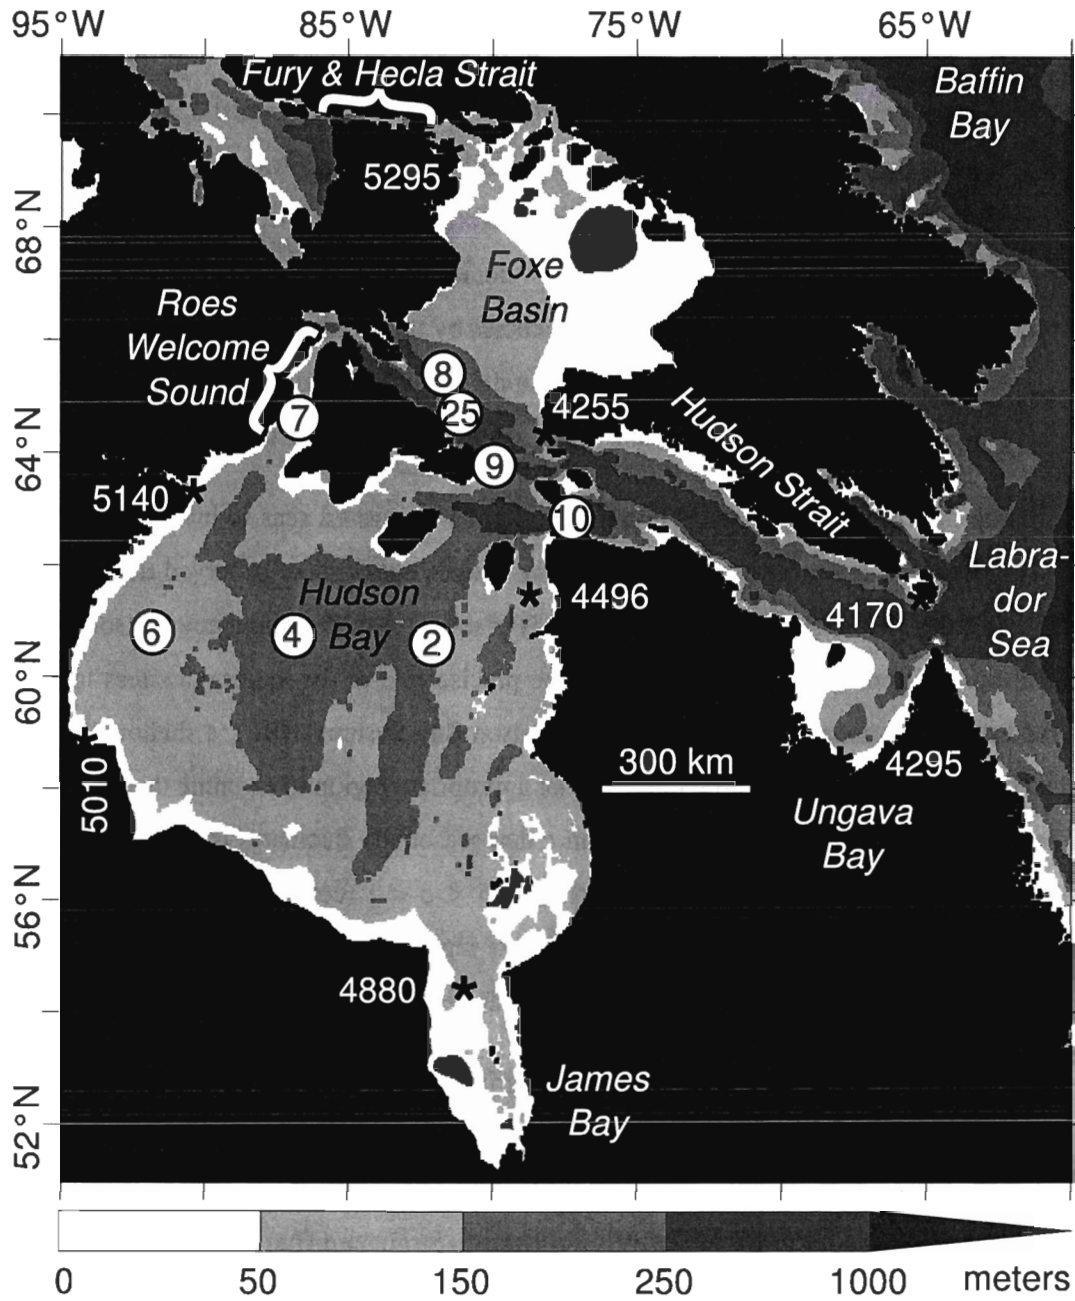 95°W 85°W 75°W 65°W
Fury & Hecla Strait
Baffin
Bay
5295
68°N
Foxe
Basin
Roes
Welcome
Sound
8
25
7
4255
Hudson Strait
64°N
9
5140
10
Labra-
dor
Sea
Hudson
Bay
4496
4170
6
4
2
60°N
300 km
4295
5010
Ungava
Bay
56°N
4880
James
Bay
52°N
0 50 150 250 1000 meters